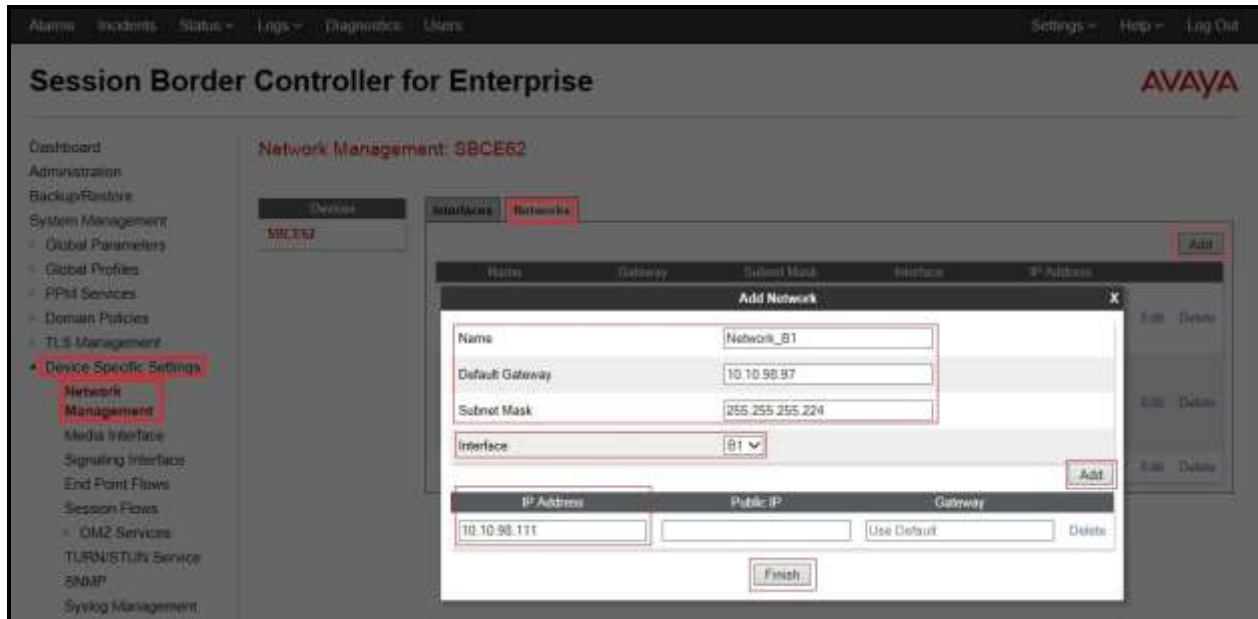 Alarms Incidents Status Logs Diagnostics Users Settings Help Log Out
Session Border Controller for Enterprise AVAYA
Dashboard
Administration
Backup/Restore
System Management
Global Parameters
Global Profiles
PPM Services
Domain Policies
TLS Management
Device Specific Settings
Network
Management
Media Interface
Signaling Interface
End Point Flows
Session Flows
DMZ Services
TURN/STUN Service
SNMP
Syslog Management
Network Management: SBCE62
Devices
SBCE62
Interfaces Networks
Add
Name Gateway Subnet Mask Interface IP Address
Edit Delete
Edit Delete
Edit Delete
Add Network X
Name Network_B1
Default Gateway 10.10.98.97
Subnet Mask 255.255.255.224
Interface B1
Add
IP Address Public IP Gateway
10.10.98.111 Use Default Delete
Finish